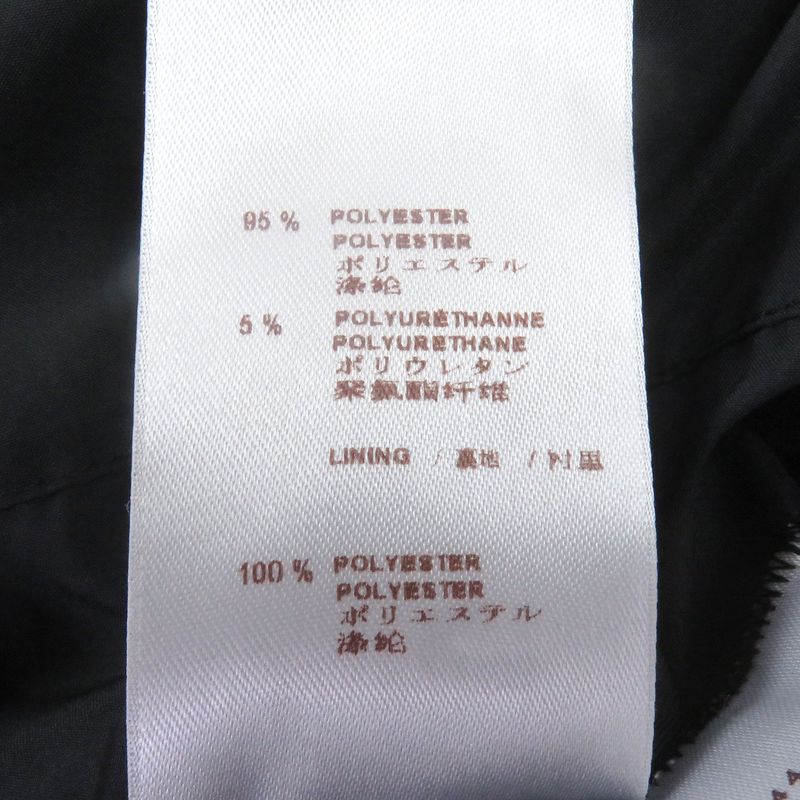 95 % POLYESTER
POLYESTER
ポリエステル
涤纶
5 % POLYURÉTHANNE
POLYURETHANE
ポリウレタン
聚氨酯纤维
LINING / 裏地 / 衬里
100 % POLYESTER
POLYESTER
ポリエステル
涤纶